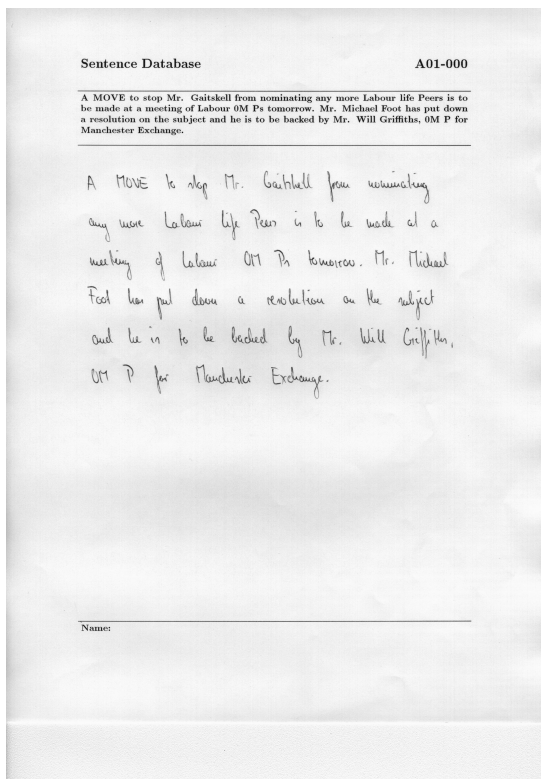 Sentence Database A01-000
A MOVE to stop Mr. Gaitskell from nominating any more Labour life Peers is to
be made at a meeting of Labour 0M Ps tomorrow. Mr. Michael Foot has put down
a resolution on the subject and he is to be backed by Mr. Will Griffiths, 0M P for
Manchester Exchange.
A MOVE to stop Mr. Gaitskell from nominating
any more Labour life Peers is to be made at a
meeting of Labour 0M Ps tomorrow. Mr. Michael
Foot has put down a resolution on the subject
and he is to be backed by Mr. Will Griffiths,
0M P for Manchester Exchange.
Name: